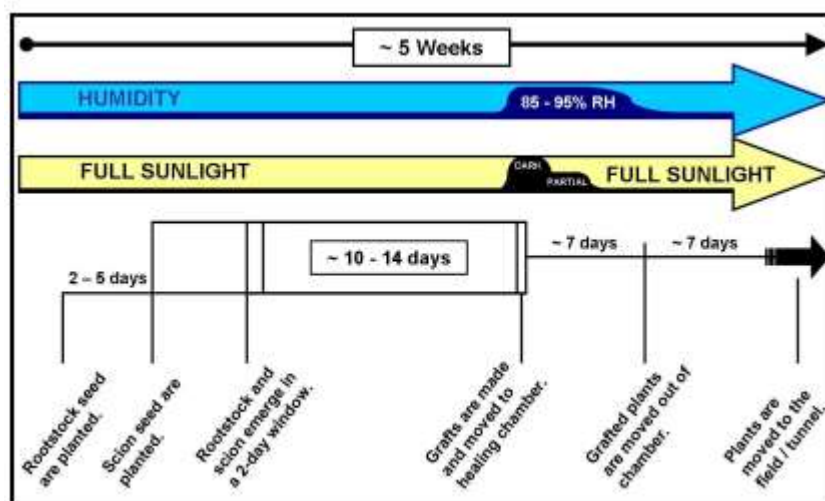 ~ 5 Weeks
HUMIDITY
85 - 95% RH
FULL SUNLIGHT
DARK
PARTIAL
FULL SUNLIGHT
2 – 5 days
~ 10 - 14 days
~ 7 days
~ 7 days
Rootstock seed
are planted.
Scion seed are
planted.
Rootstock and
scion emerge in
a 2-day window.
Grafts are made
and moved to
healing chamber.
Grafted plants
are moved out of
chamber.
Plants are
moved to the
field / tunnel.